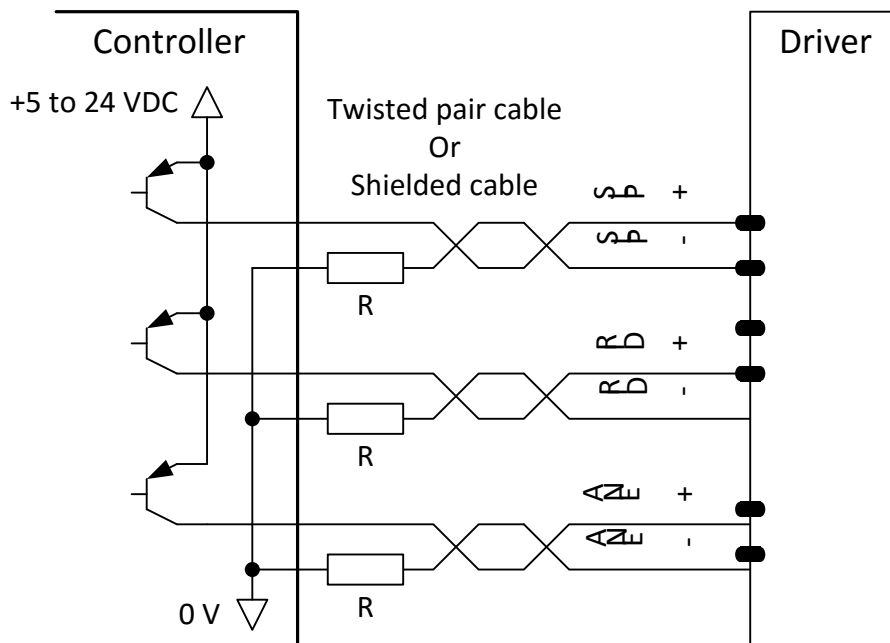 Controller
Driver
+5 to 24 VDC
Twisted pair cable
Or
Shielded cable
+
-
R
+
-
R
+
-
R
0 V